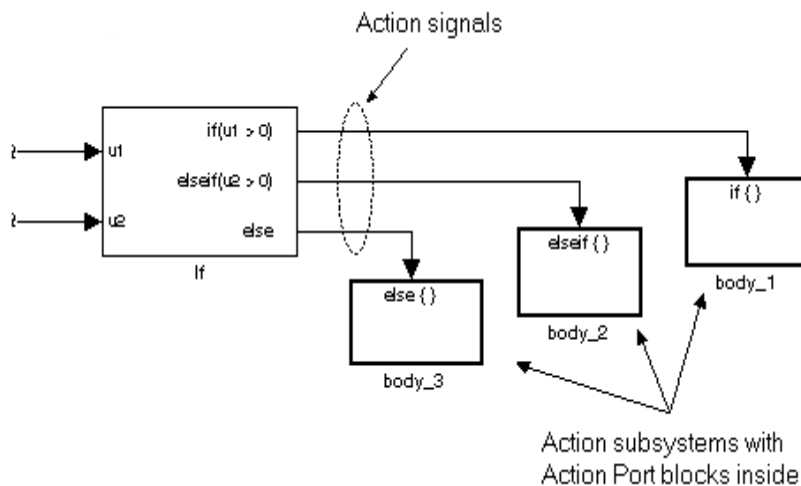 Action signals
if(u1 > 0)
u1
elseif(u2 > 0)
u2
else
If
if { }
body_1
elseif { }
body_2
else { }
body_3
Action subsystems with
Action Port blocks inside